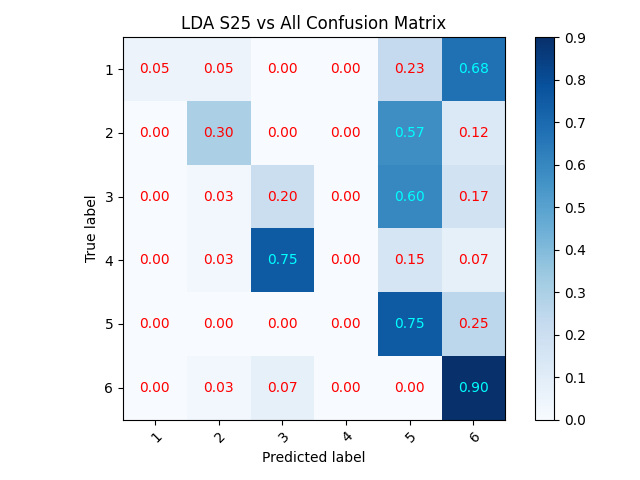 LDA S25 vs All Confusion Matrix
True label
1 0.05 0.05 0.00 0.00 0.23 0.68
2 0.00 0.30 0.00 0.00 0.57 0.12
3 0.00 0.03 0.20 0.00 0.60 0.17
4 0.00 0.03 0.75 0.00 0.15 0.07
5 0.00 0.00 0.00 0.00 0.75 0.25
6 0.00 0.03 0.07 0.00 0.00 0.90
1 2 3 4 5 6
Predicted label
0.9
0.8
0.7
0.6
0.5
0.4
0.3
0.2
0.1
0.0